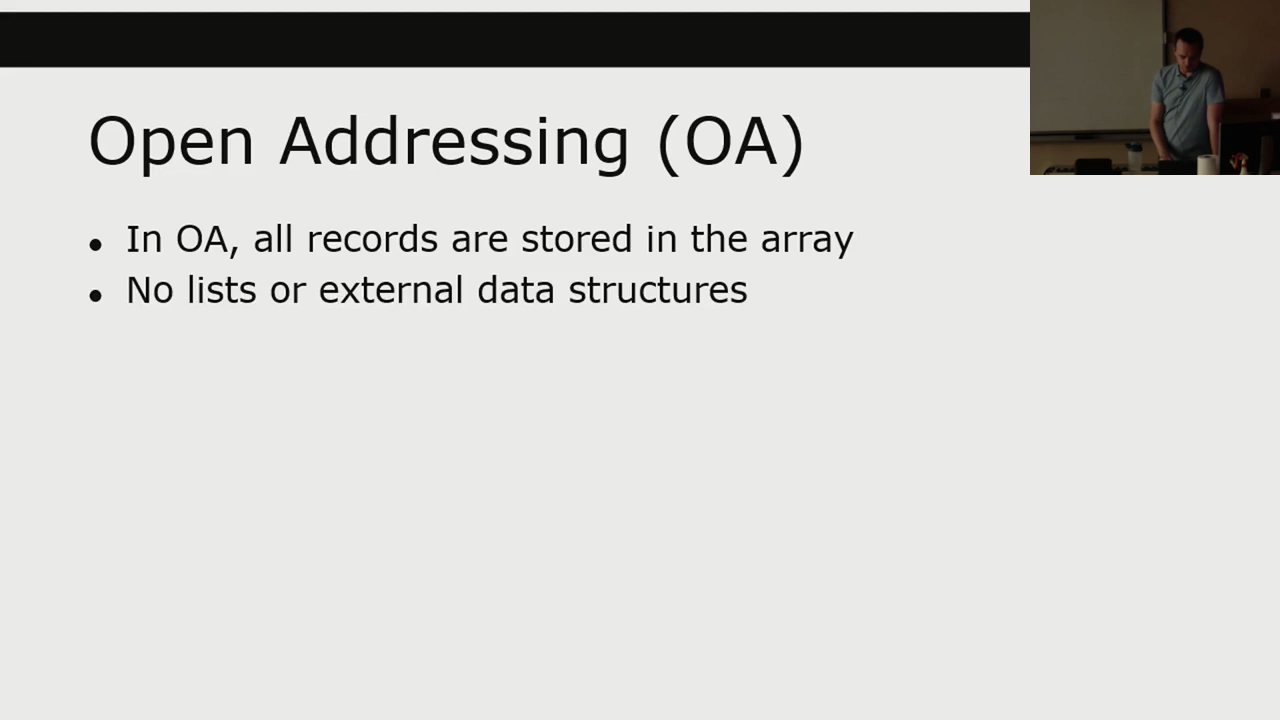 Open Addressing (OA)
• In OA, all records are stored in the array
• No lists or external data structures